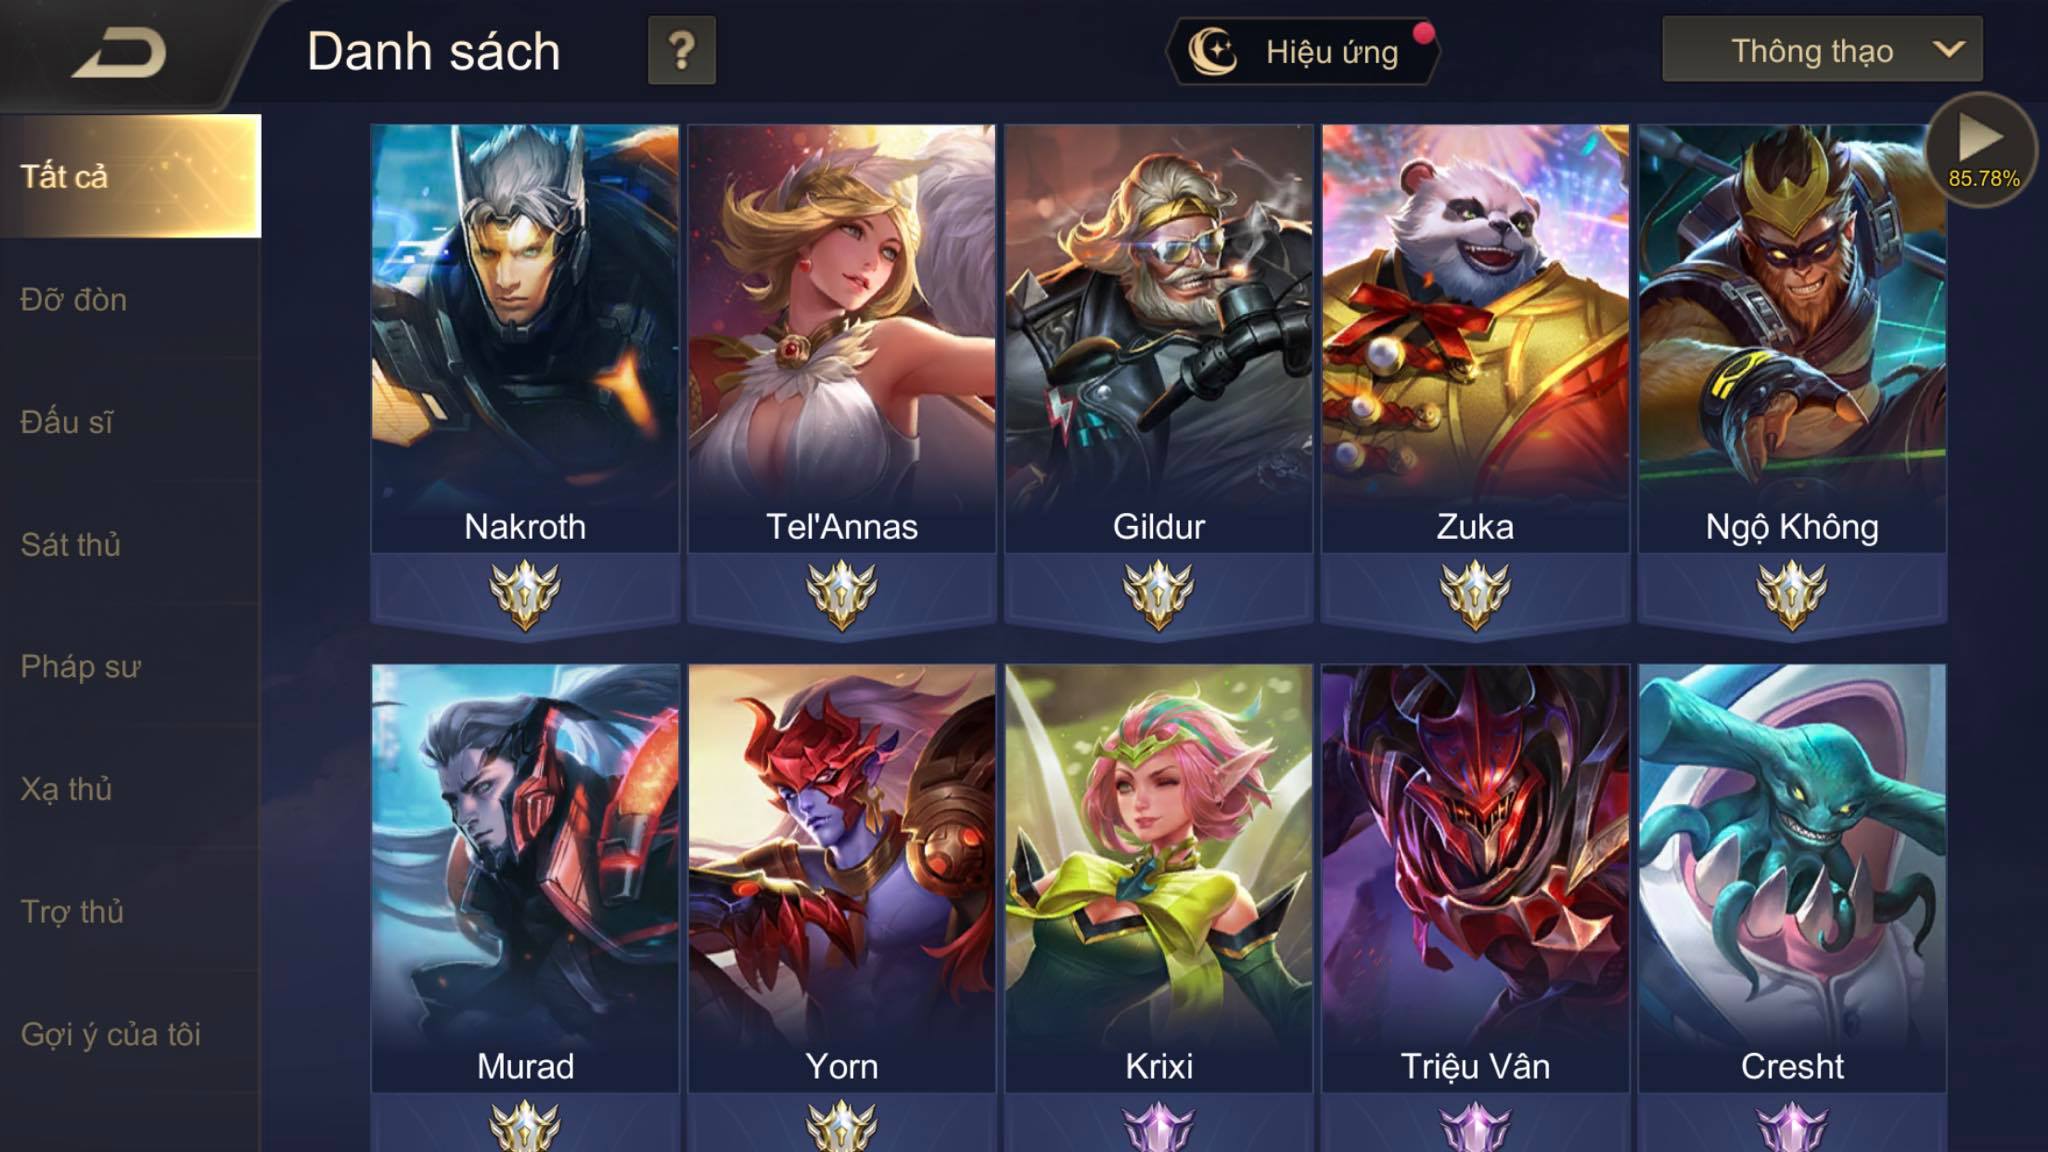 Danh sách
?
Hiệu ứng
Thông thạo
85.78%
Tất cả
Đỡ đòn
Đấu sĩ
Sát thủ
Pháp sư
Xạ thủ
Trợ thủ
Gợi ý của tôi
Nakroth
Tel'Annas
Gildur
Zuka
Ngộ Không
Murad
Yorn
Krixi
Triệu Vân
Cresht